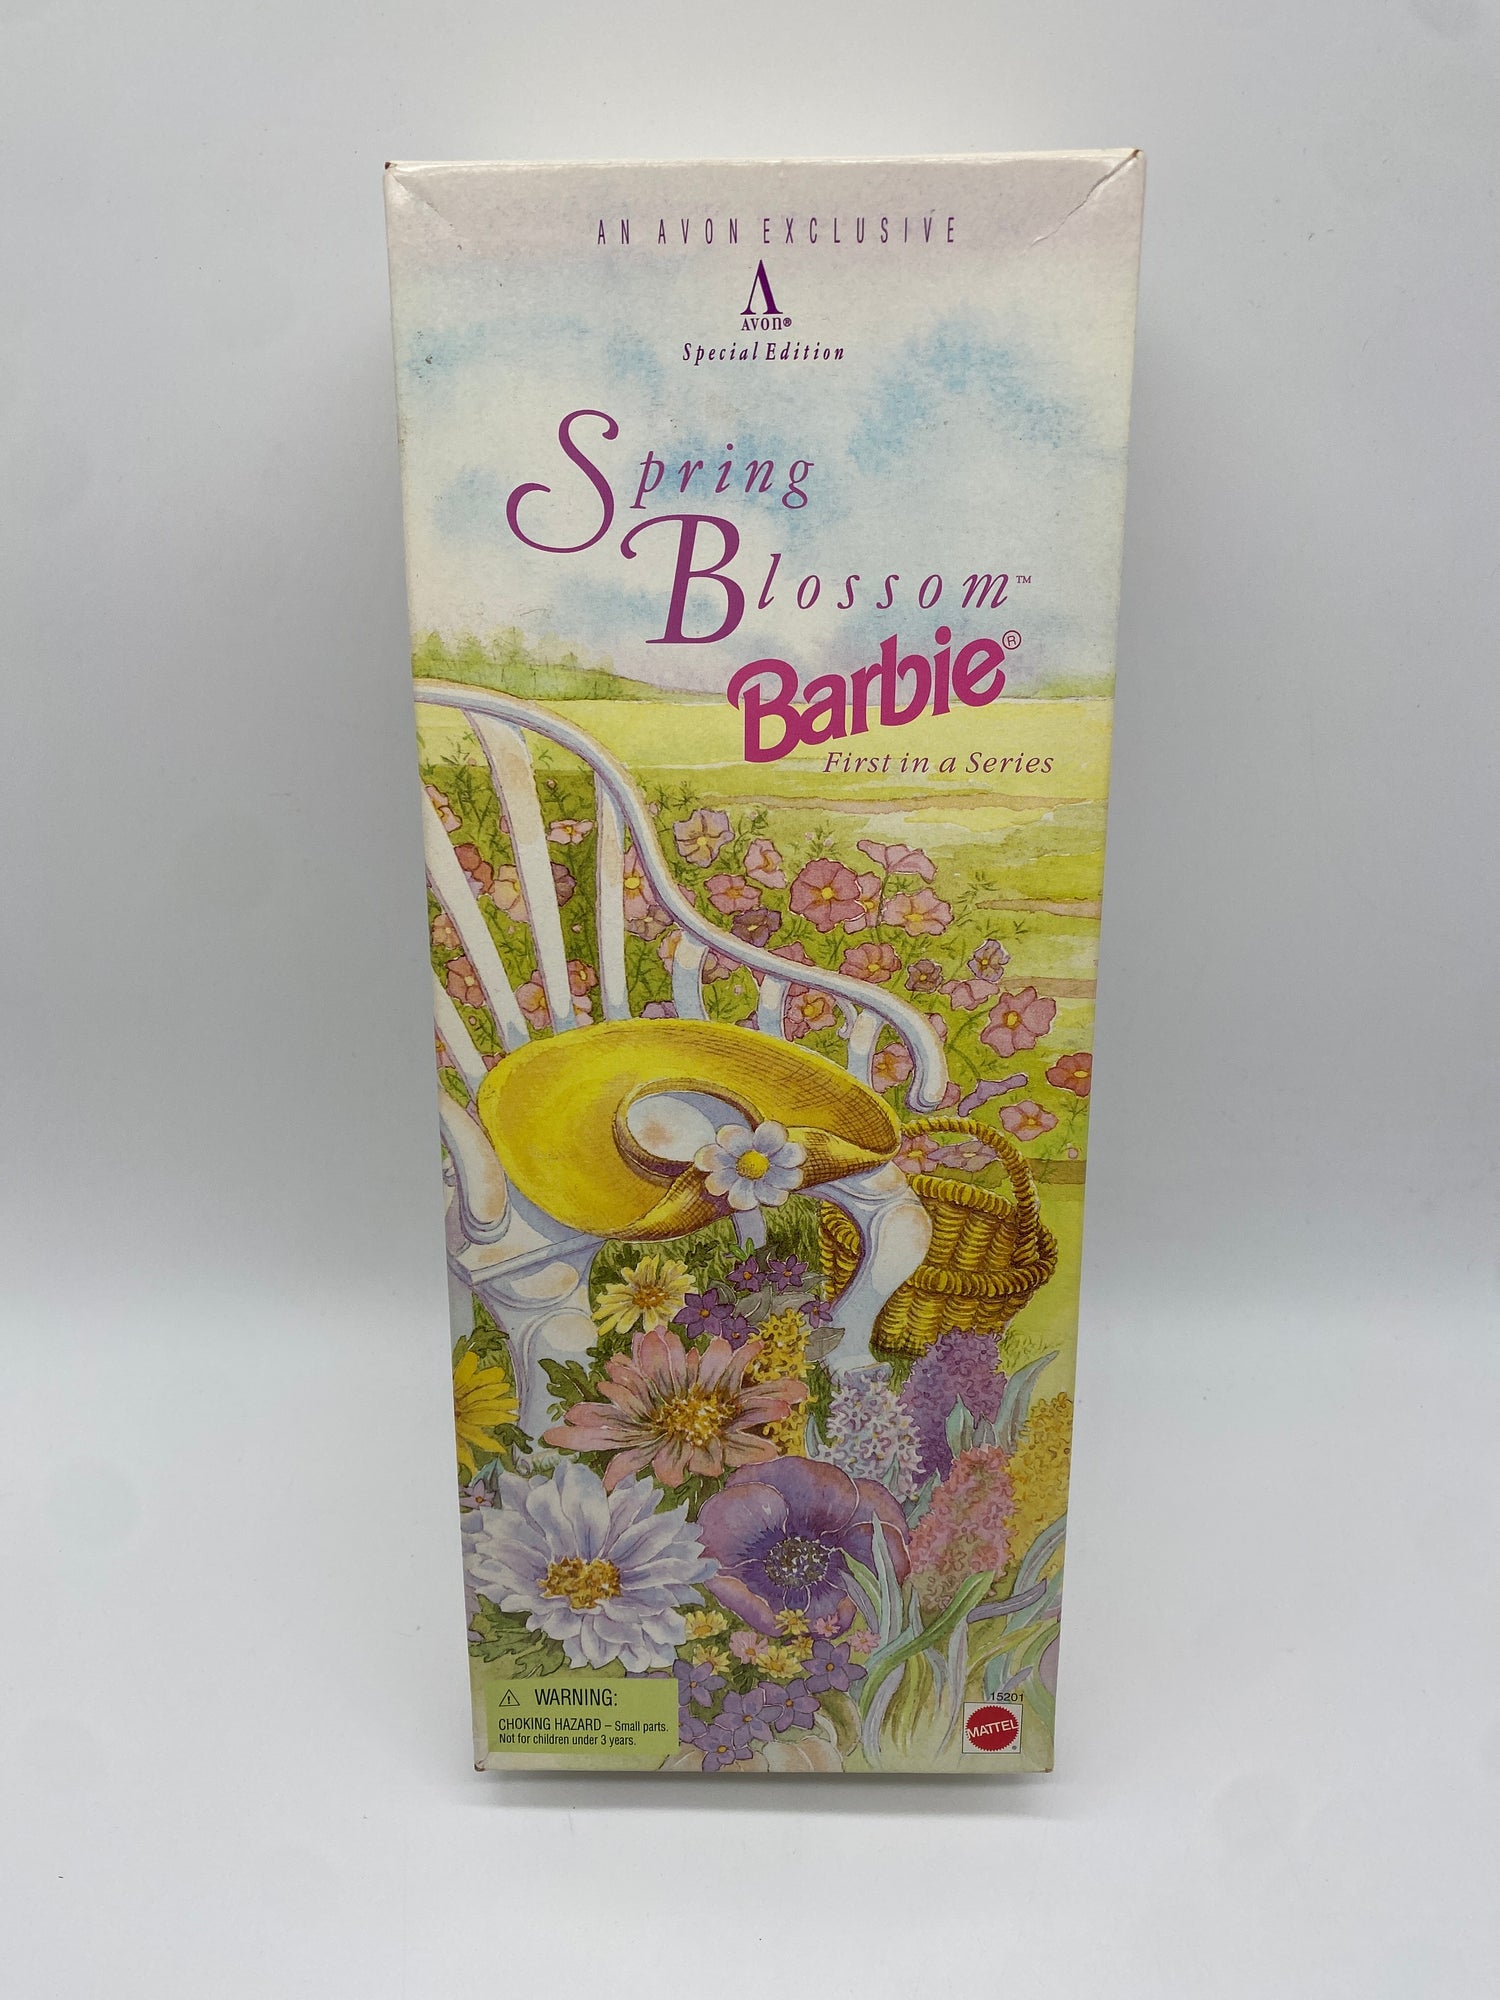 AN AVON EXCLUSIVE
AVON®
Special Edition
Spring
Blossom™
Barbie®
First in a Series
⚠ WARNING:
CHOKING HAZARD – Small parts.
Not for children under 3 years.
15201
MATTEL®